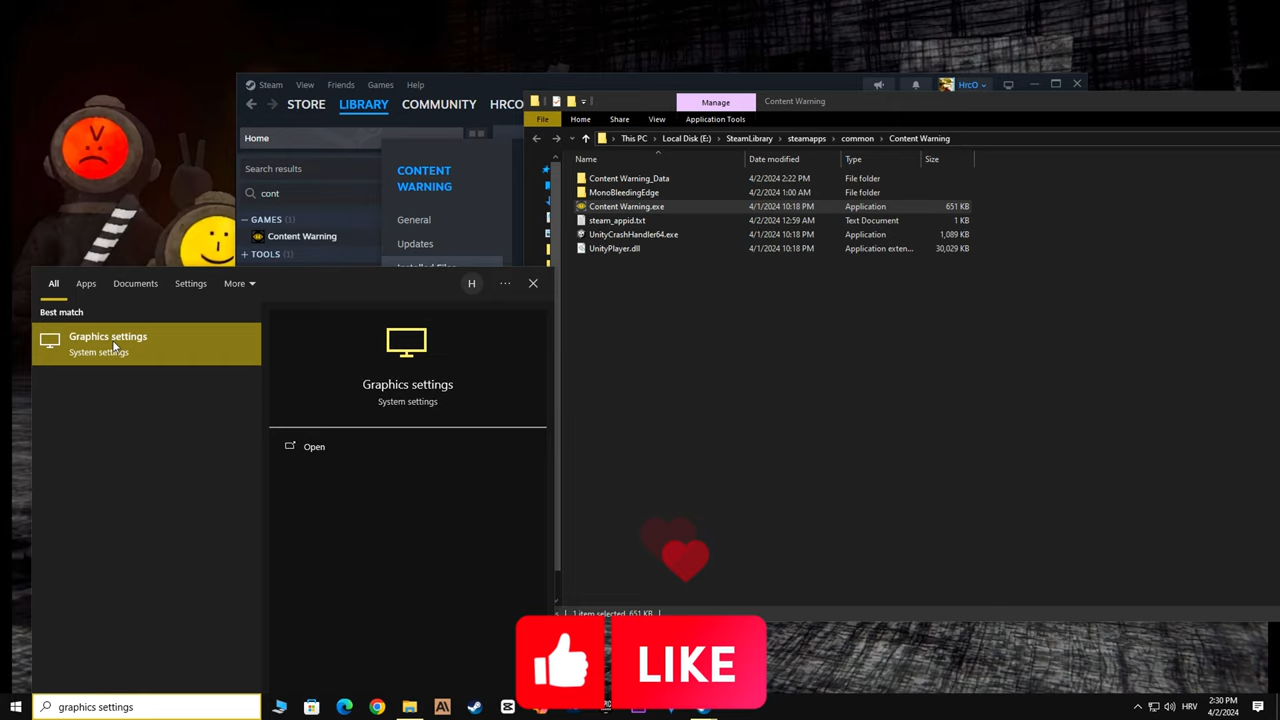 Steam View Friends Games Help
HrcO
STORE LIBRARY COMMUNITY HRCO
Home
Search results
cont
GAMES (1)
Content Warning
TOOLS (1)
CONTENT
WARNING
General
Updates
Manage
Content Warning
File Home Share View Application Tools
This PC Local Disk (E:) SteamLibrary steamapps common Content Warning
Name Date modified Type Size
Content Warning_Data 4/2/2024 2:22 PM File folder
MonoBleedingEdge 4/2/2024 1:00 AM File folder
Content Warning.exe 4/1/2024 10:18 PM Application 651 KB
steam_appid.txt 4/2/2024 12:59 AM Text Document 1 KB
UnityCrashHandler64.exe 4/1/2024 10:18 PM Application 1,089 KB
UnityPlayer.dll 4/1/2024 10:18 PM Application exten... 30,029 KB
1 item selected 651 KB
All Apps Documents Settings More
H
Best match
Graphics settings
System settings
Graphics settings
System settings
Open
LIKE
graphics settings
HRV
2:30 PM
4/2/2024